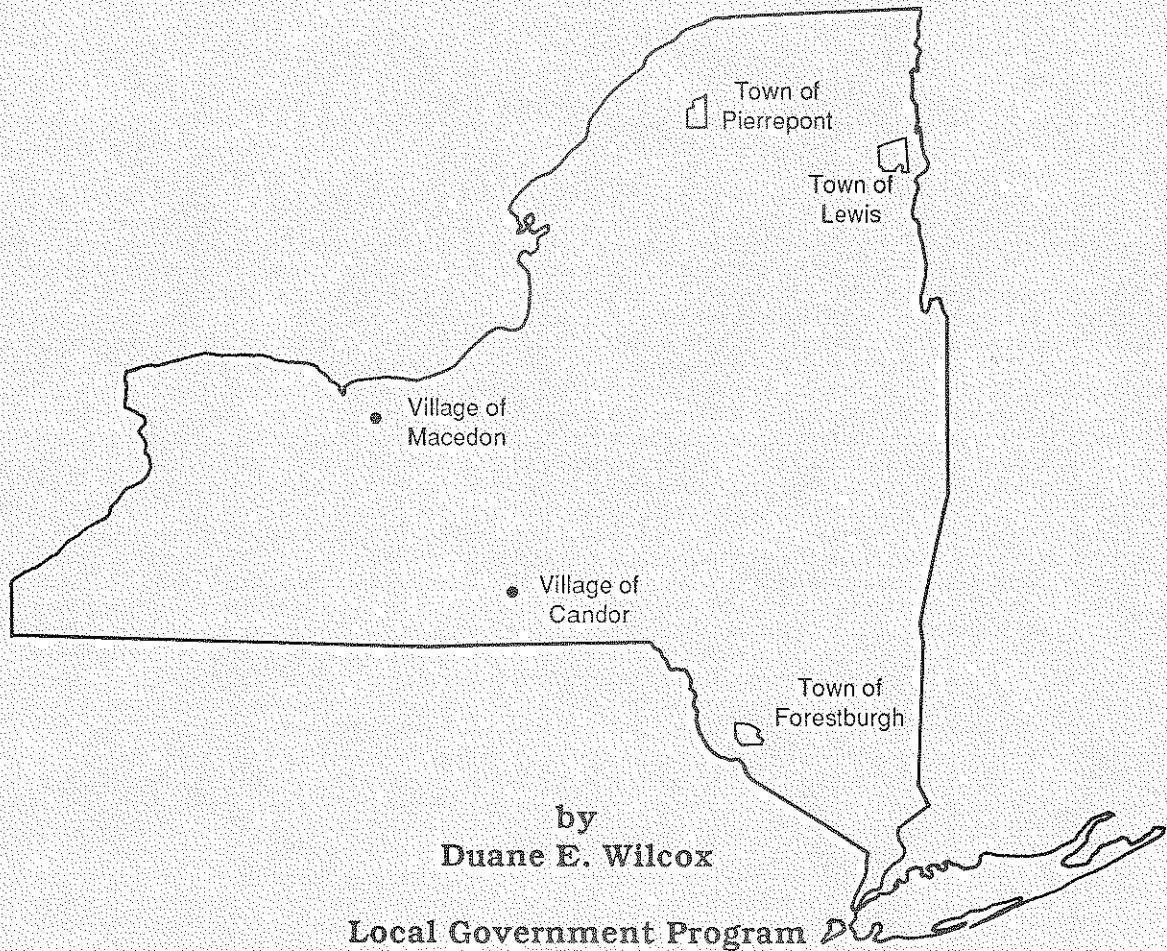 Town of
Pierrepont
Town of
Lewis
Village of
Macedon
Village of
Candor
Town of
Forestburgh
by
Duane E. Wilcox
Local Government Program